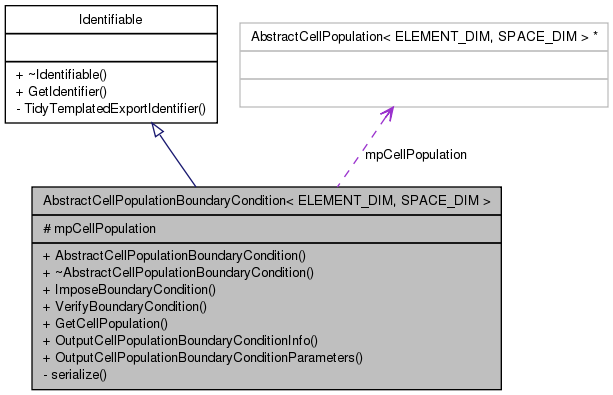 Identifiable
+ ~Identifiable()
+ GetIdentifier()
- TidyTemplatedExportIdentifier()
AbstractCellPopulation< ELEMENT_DIM, SPACE_DIM > *
mpCellPopulation
AbstractCellPopulationBoundaryCondition< ELEMENT_DIM, SPACE_DIM >
# mpCellPopulation
+ AbstractCellPopulationBoundaryCondition()
+ ~AbstractCellPopulationBoundaryCondition()
+ ImposeBoundaryCondition()
+ VerifyBoundaryCondition()
+ GetCellPopulation()
+ OutputCellPopulationBoundaryConditionInfo()
+ OutputCellPopulationBoundaryConditionParameters()
- serialize()